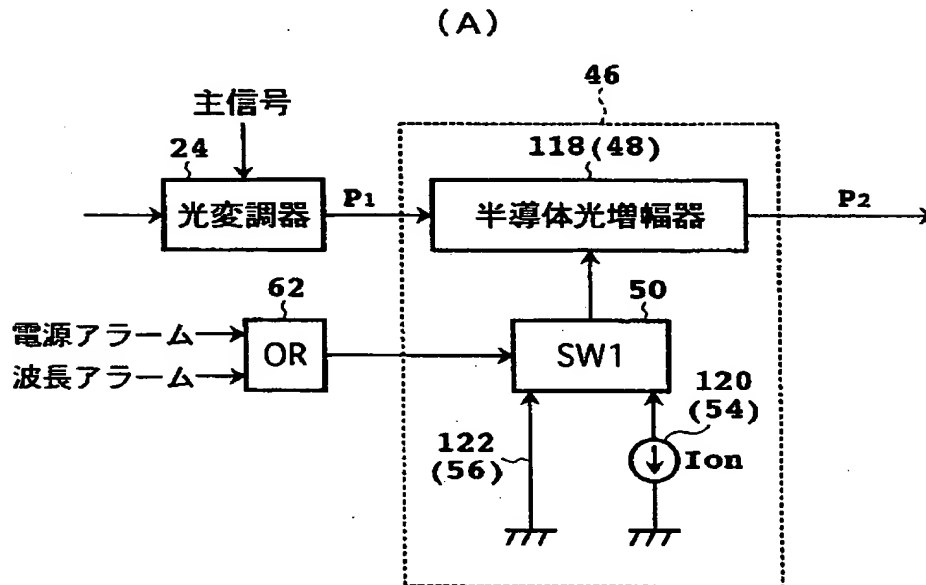 (A)
46
主信号
24
118(48)
光変調器
P1
半導体光増幅器
P2
62
50
電源アラーム
波長アラーム
OR
SW1
120
(54)
122
(56)
Ion